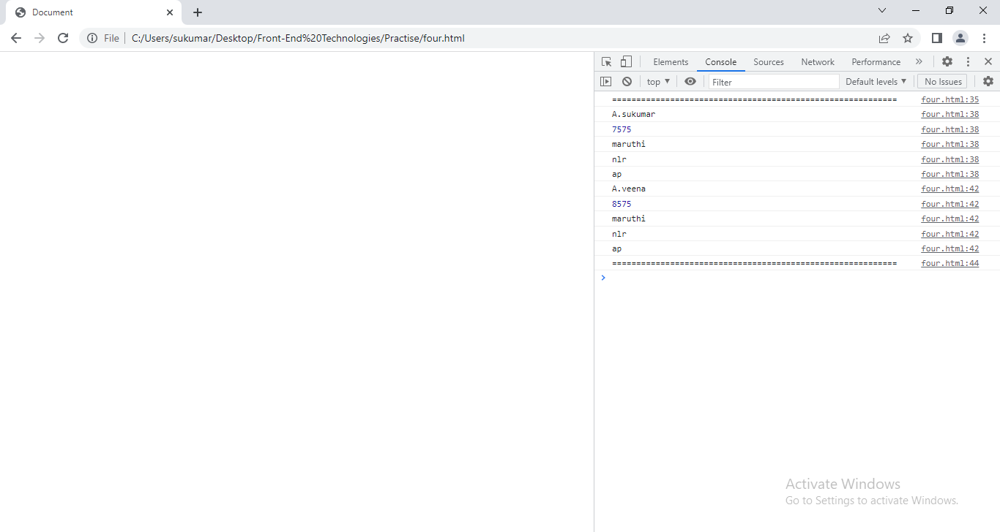 Document
File C:/Users/sukumar/Desktop/Front-End%20Technologies/Practise/four.html
Elements Console Sources Network Performance
top Filter Default levels No Issues
=========================================================== four.html:35
A.sukumar four.html:38
7575 four.html:38
maruthi four.html:38
nlr four.html:38
ap four.html:38
A.veena four.html:42
8575 four.html:42
maruthi four.html:42
nlr four.html:42
ap four.html:42
=========================================================== four.html:44
Activate Windows
Go to Settings to activate Windows.